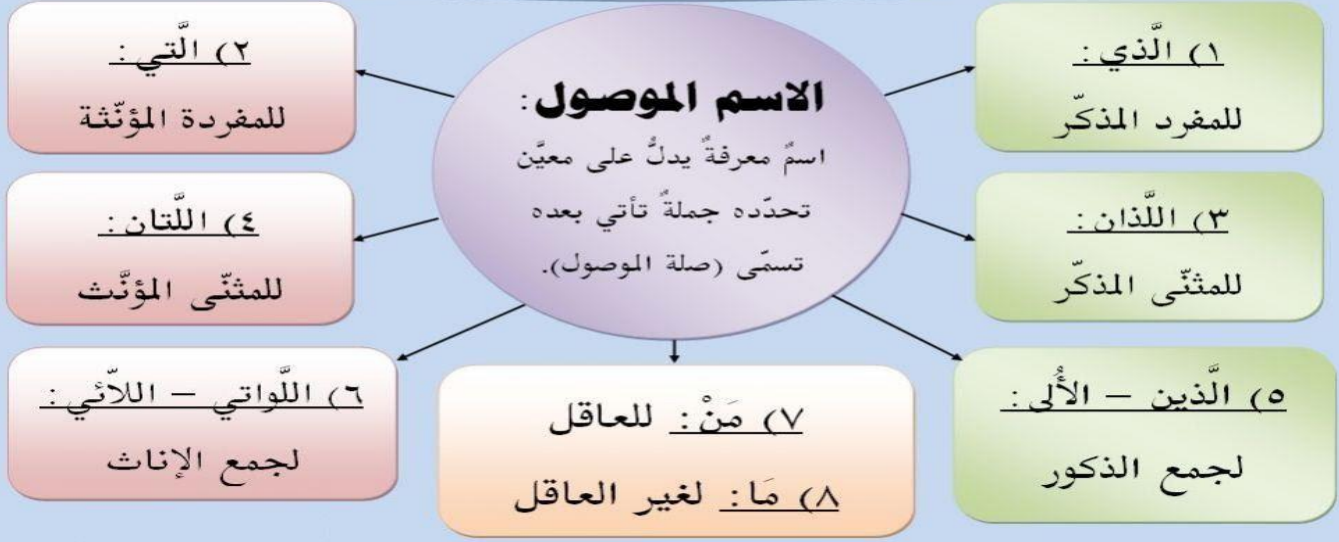 الاسم الموصول:
اسمٌ معرفةٌ يدلُّ على معيَّن
تحدّده جملةٌ تأتي بعده
تسمّى (صلة الموصول).
١) الَّذي:
للمفرد المذكّر
٢) الَّتي:
للمفردة المؤنّثة
٣) اللَّذان:
للمثنّى المذكّر
٤) اللَّتان:
للمثنّى المؤنَّث
٥) الَّذين – الأُلى:
لجمع الذكور
٦) اللَّواتي – اللاَّئي:
لجمع الإناث
٧) مَنْ: للعاقل
٨) مَا: لغير العاقل